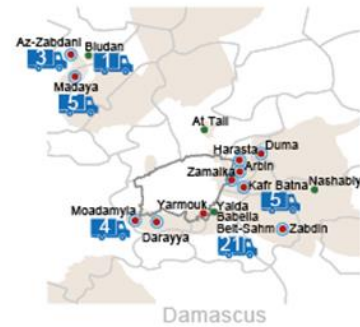 Az-Zabdani
Bludan
3
1
Madaya
5
At Tall
Harasta
Duma
Arbin
Zamalka
Kafr Batna
Nashabiy
5
Yarmouk
Yalda
Babella
Beit-Sahm
Zabdin
Moadamyia
4
Darayya
21
Damascus